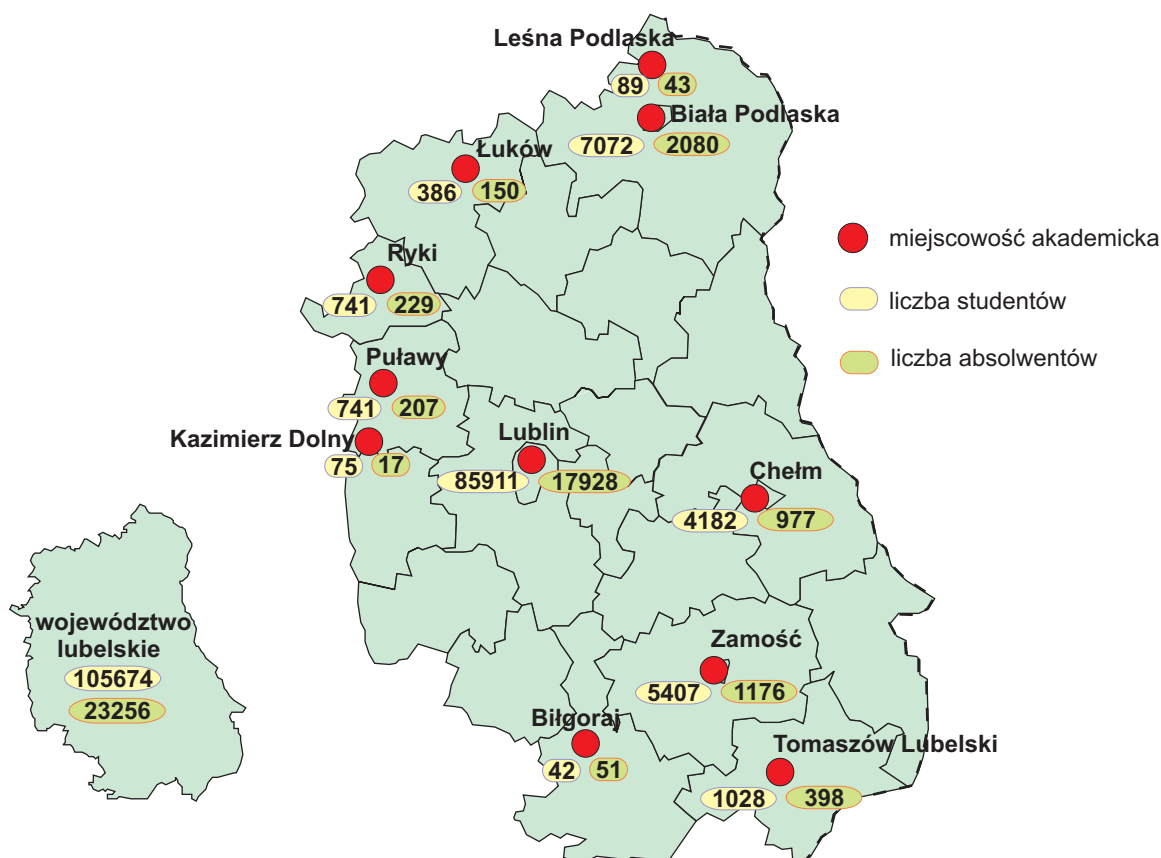 Leśna Podlaska
89 43
Biała Podlaska
7072 2080
Łuków
386 150
Ryki
741 229
Puławy
741 207
Kazimierz Dolny
75 17
Lublin
85911 17928
Chełm
4182 977
Zamość
5407 1176
Biłgoraj
42 51
Tomaszów Lubelski
1028 398
miejscowość akademicka
liczba studentów
liczba absolwentów
województwo
lubelskie
105674
23256